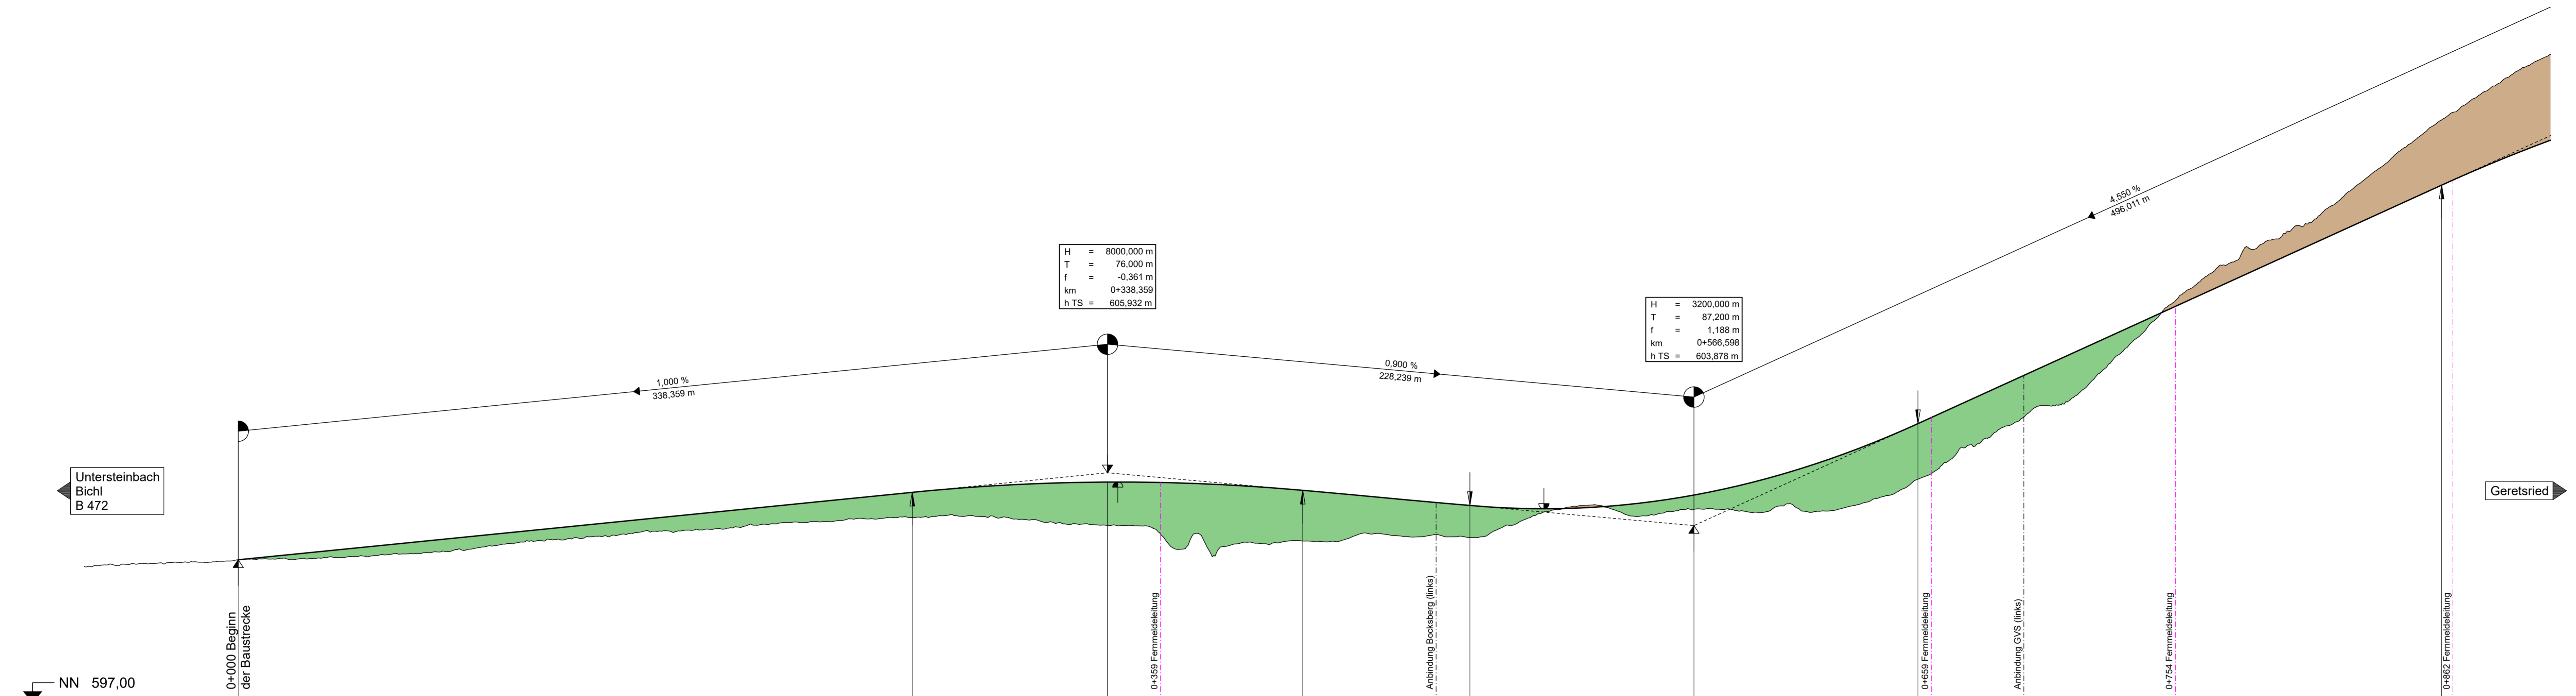 4,550 %
496,011 m
H = 8000,000 m
T = 76,000 m
f = -0,361 m
km 0+338,359
h TS = 605,932 m
H = 3200,000 m
T = 87,200 m
f = 1,188 m
km 0+566,598
h TS = 603,878 m
1,000 %
338,359 m
0,900 %
228,239 m
Untersteinbach
Bichl
B 472
Geretsried
0+000 Beginn
der Baustrecke
0+359 Fernmeldeleitung
Anbindung Bocksberg (links)
0+659 Fernmeldeleitung
Anbindung GVS (links)
0+754 Fernmeldeleitung
0+862 Fernmeldeleitung
NN 597,00